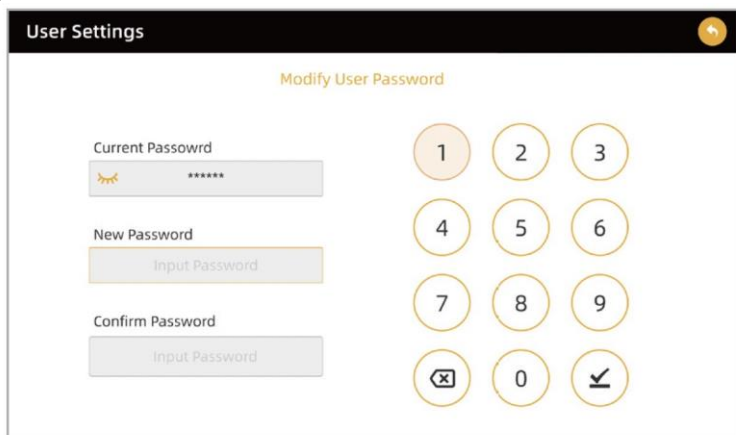 User Settings
Modify User Password
Current Passowrd
******
New Password
Input Password
Confirm Password
Input Password
1 2 3
4 5 6
7 8 9
0